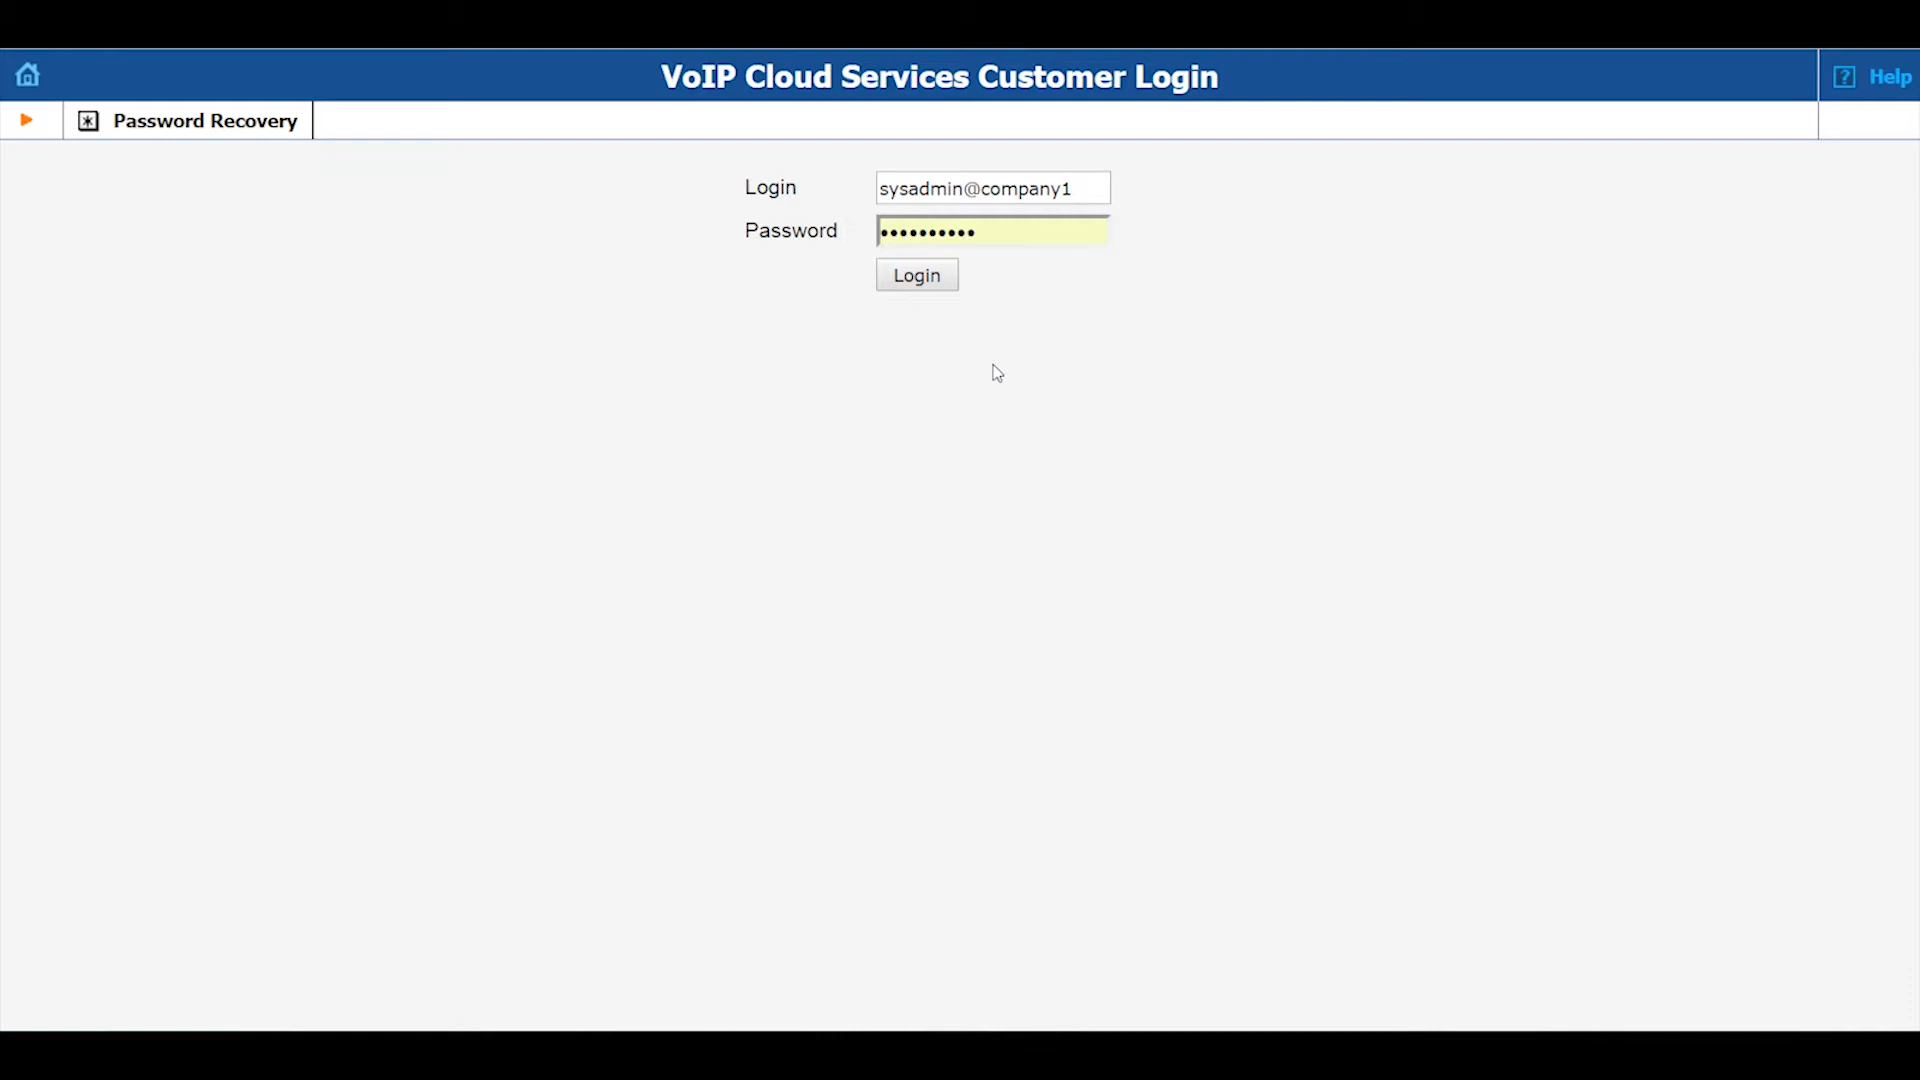 VoIP Cloud Services Customer Login
? Help
Password Recovery
Login sysadmin@company1
Password ••••••••••
Login